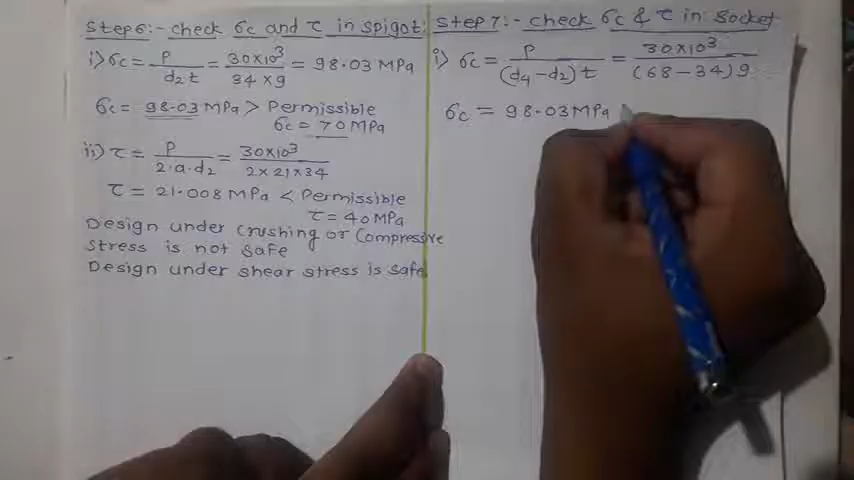 Step 6:- check σc and τ in spigot:
i) σc = P / d2 t = 30×10³ / 34×9 = 98.03 MPa
σc = 98.03 MPa > Permissible
σc = 70 MPa
ii) τ = P / 2·a·d2 = 30×10³ / 2×21×34
τ = 21.008 MPa < Permissible
τ = 40 MPa
Design under crushing or Compressive
stress is not safe
Design under shear stress is safe
Step 7:- check σc & τ in Socket
i) σc = P / (d4-d2) t = 30×10³ / (68-34) 9
σc = 98.03 MPa